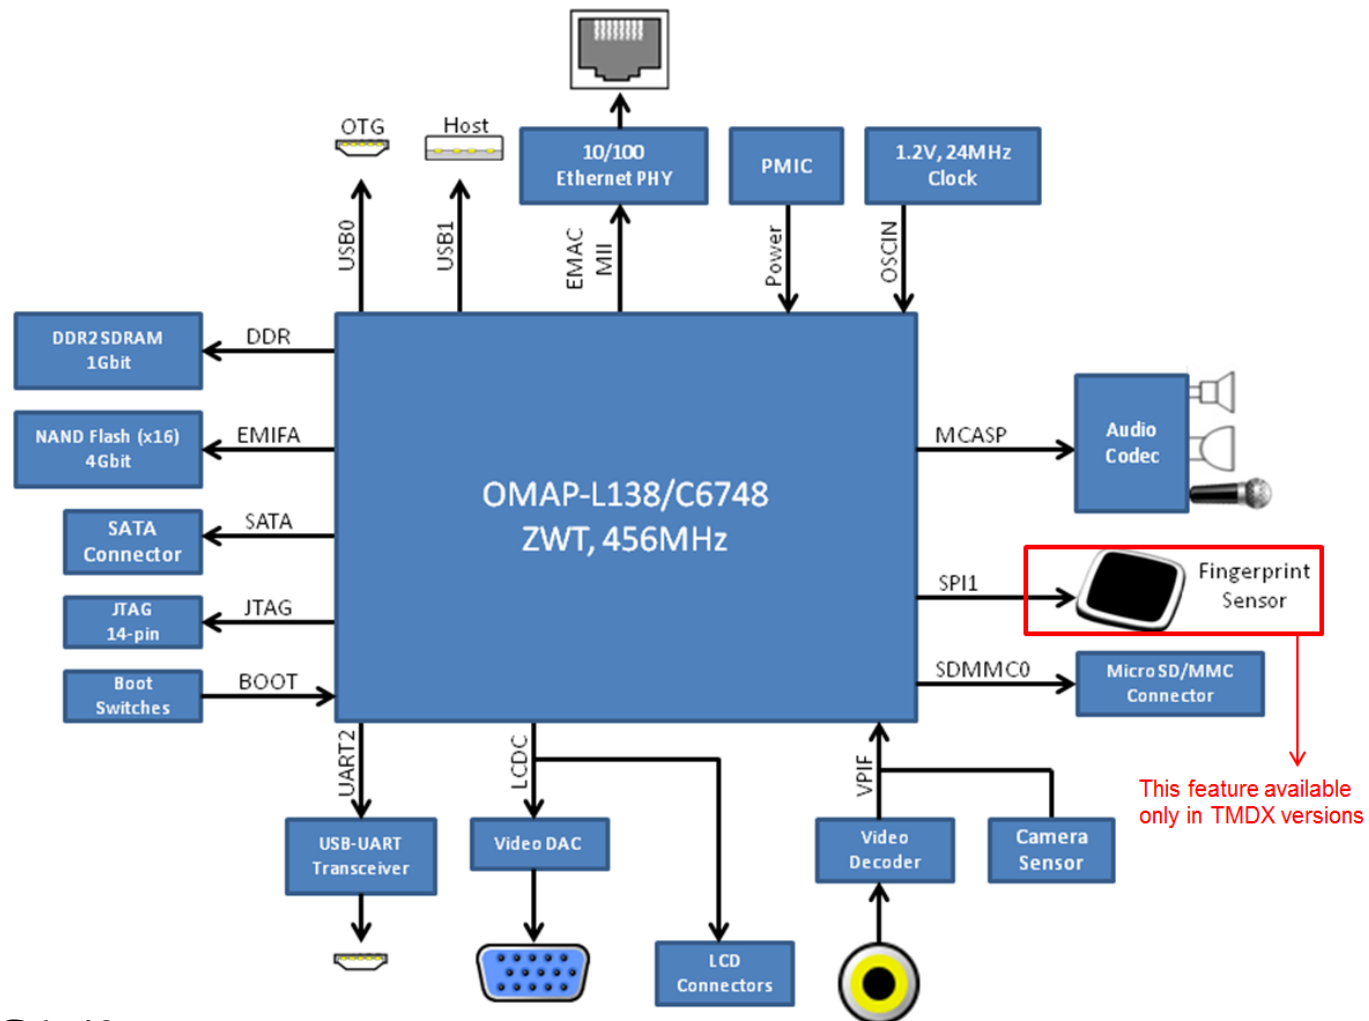 OTG
Host
10/100
Ethernet PHY
PMIC
1.2V, 24MHz
Clock
USB0
USB1
EMAC
MII
Power
OSCIN
DDR2 SDRAM
1Gbit
DDR
NAND Flash (x16)
4Gbit
EMIFA
SATA
Connector
SATA
JTAG
14-pin
JTAG
Boot
Switches
BOOT
OMAP-L138/C6748
ZWT, 456MHz
MCASP
Audio
Codec
SPI1
Fingerprint
Sensor
SDMMC0
Micro SD/MMC
Connector
This feature available
only in TMDX versions
UART2
LCDC
VPIF
USB-UART
Transceiver
Video DAC
Video
Decoder
Camera
Sensor
LCD
Connectors